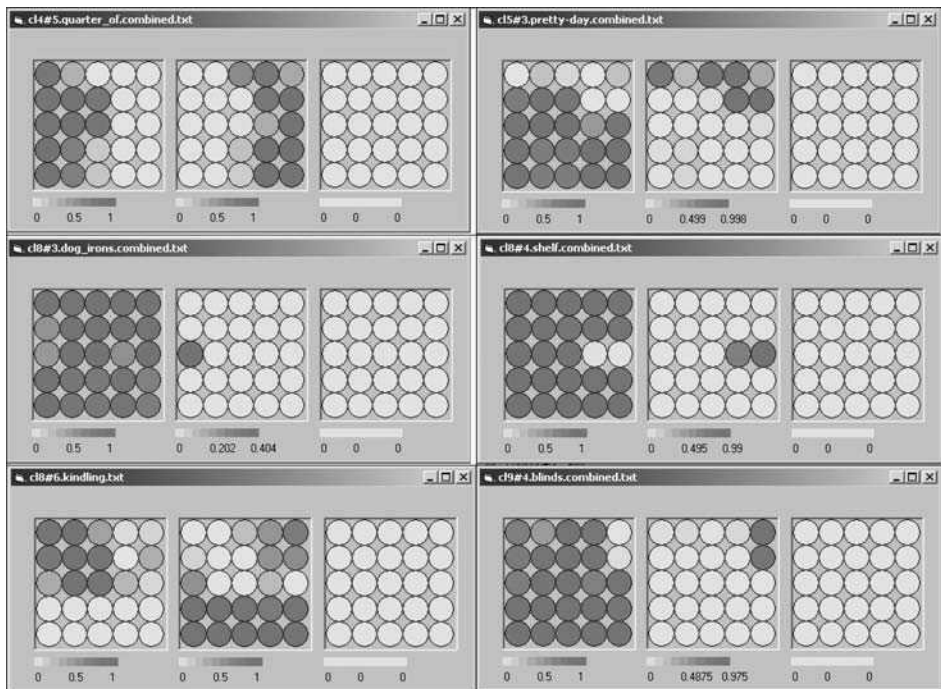 cl4#5.quarter_of.combined.txt
0 0.5 1
0 0.5 1
0 0 0
cl5#3.pretty-day.combined.txt
0 0.5 1
0 0.499 0.998
0 0 0
cl8#3.dog_irons.combined.txt
0 0.5 1
0 0.202 0.404
0 0 0
cl8#4.shelf.combined.txt
0 0.5 1
0 0.495 0.99
0 0 0
cl8#6.kindling.txt
0 0.5 1
0 0.5 1
0 0
cl9#4.blinds.combined.txt
0 0.5 1
0 0.4875 0.975
0 0 0